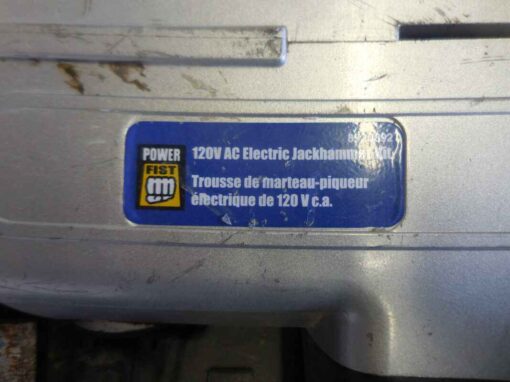 POWER
FIST
120V AC Electric Jackhammer Kit
Trousse de marteau-piqueur
électrique de 120 V c.a.